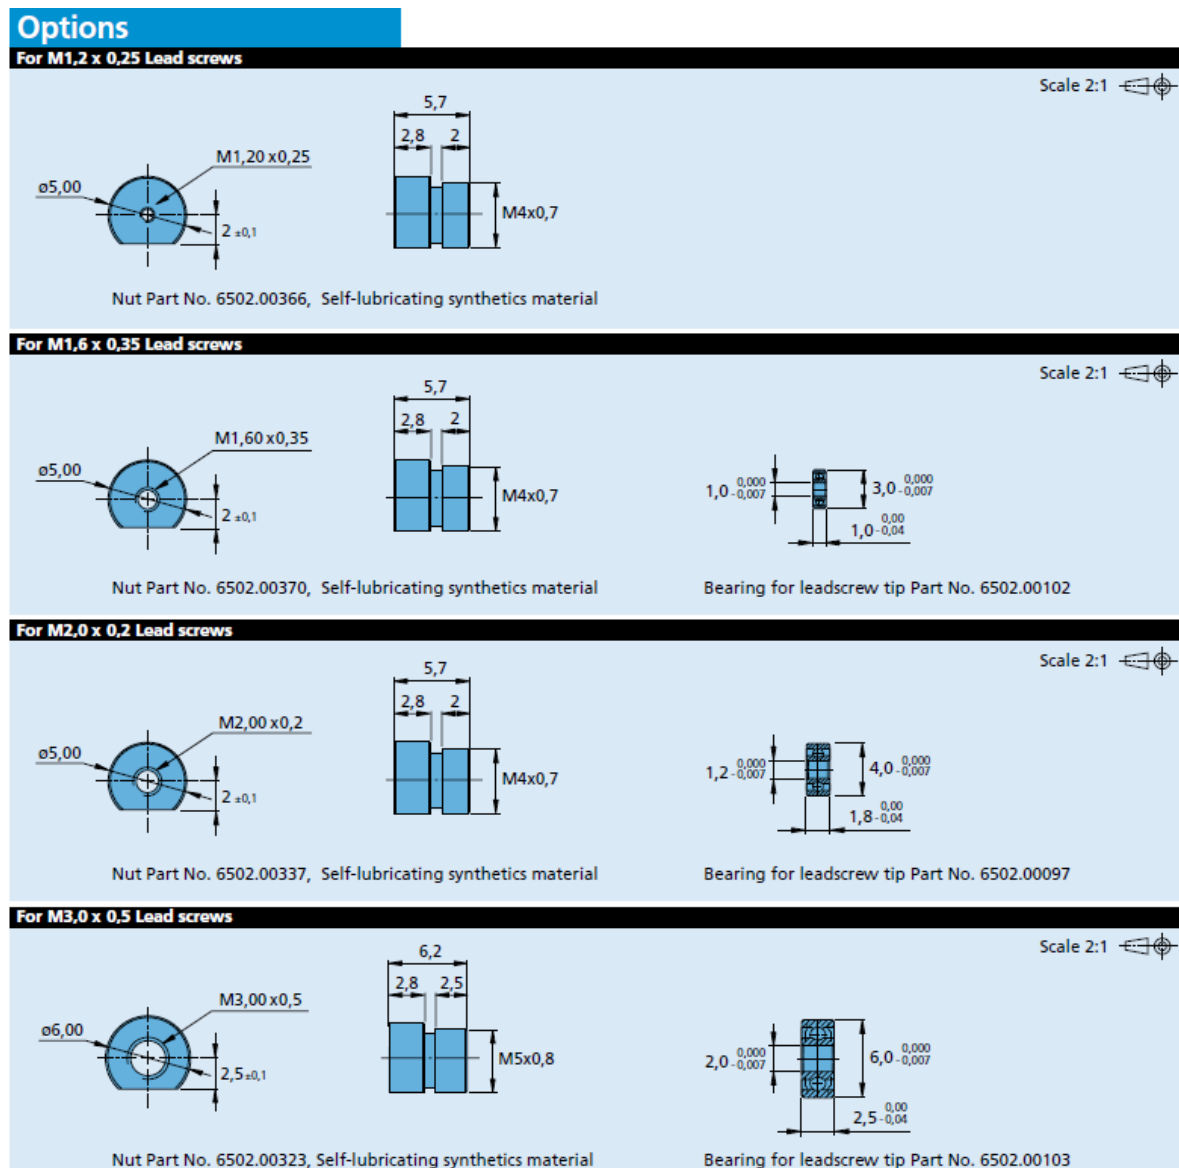 Options
For M1,2 x 0,25 Lead screws
Scale 2:1
5,7
2,8 2
M1,20 x0,25
ø5,00
M4x0,7
2 ±0,1
Nut Part No. 6502.00366, Self-lubricating synthetics material
For M1,6 x 0,35 Lead screws
Scale 2:1
5,7
2,8 2
M1,60 x0,35
ø5,00
1,0 0,000 -0,007
3,0 0,000 -0,007
M4x0,7
2 ±0,1
1,0 0,00 -0,04
Nut Part No. 6502.00370, Self-lubricating synthetics material
Bearing for leadscrew tip Part No. 6502.00102
For M2,0 x 0,2 Lead screws
Scale 2:1
5,7
2,8 2
M2,00 x0,2
ø5,00
1,2 0,000 -0,007
4,0 0,000 -0,007
M4x0,7
2 ±0,1
1,8 0,00 -0,04
Nut Part No. 6502.00337, Self-lubricating synthetics material
Bearing for leadscrew tip Part No. 6502.00097
For M3,0 x 0,5 Lead screws
Scale 2:1
6,2
2,8 2,5
M3,00 x0,5
ø6,00
M5x0,8
2,0 0,000 -0,007
6,0 0,000 -0,007
2,5 ±0,1
2,5 0,00 -0,04
Nut Part No. 6502.00323, Self-lubricating synthetics material
Bearing for leadscrew tip Part No. 6502.00103